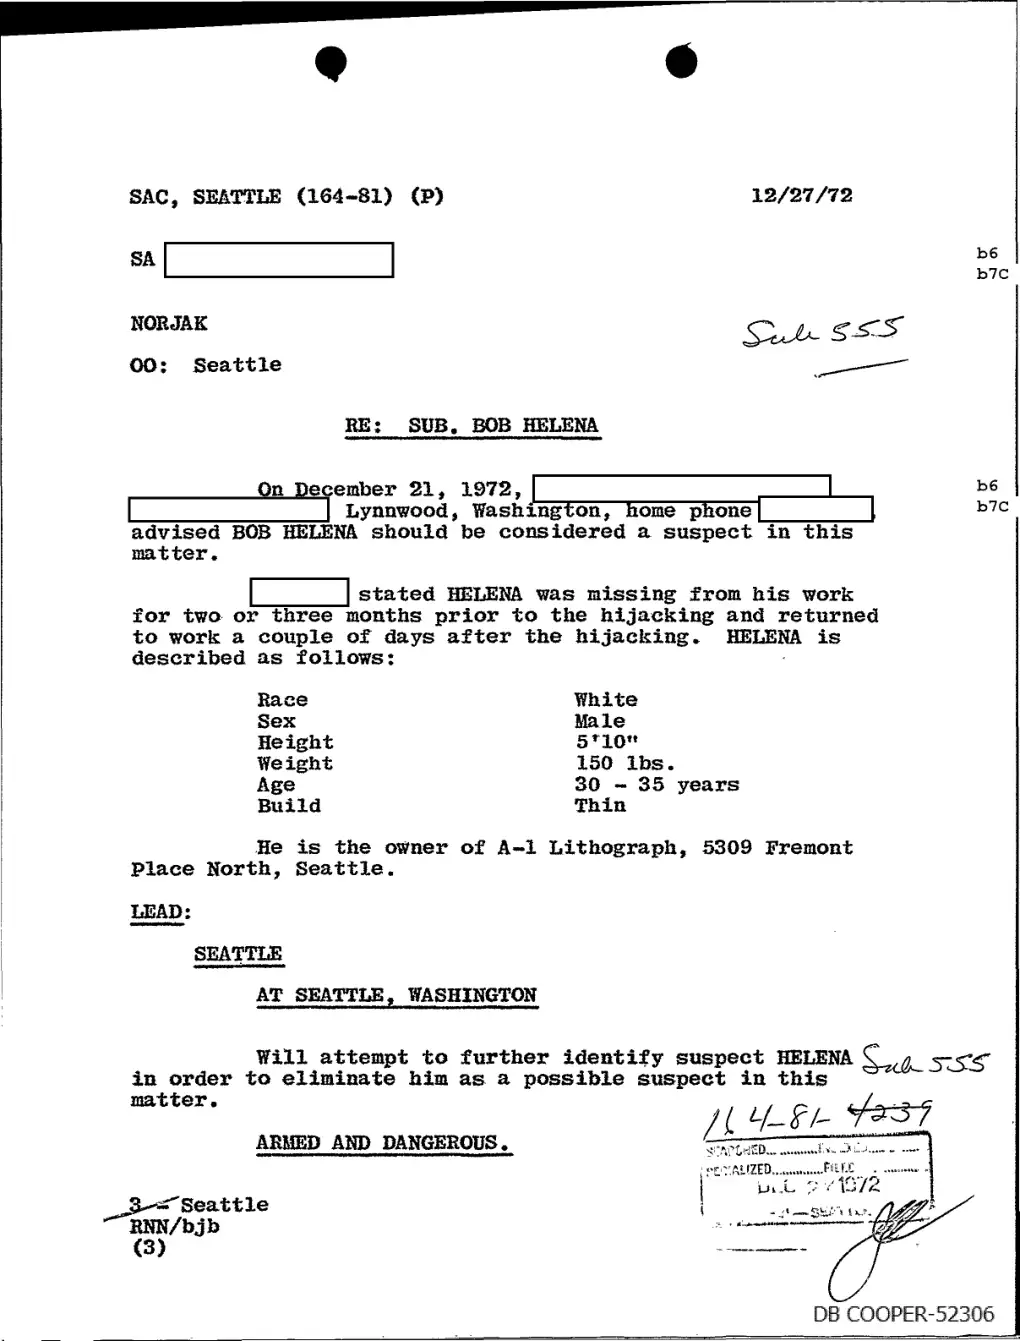 SAC, SEATTLE (164-81) (P) 12/27/72
SA
b6
b7C
NORJAK
Sub 555
OO: Seattle
RE: SUB. BOB HELENA
On December 21, 1972,
b6
Lynnwood, Washington, home phone
b7C
advised BOB HELENA should be considered a suspect in this
matter.
stated HELENA was missing from his work
for two or three months prior to the hijacking and returned
to work a couple of days after the hijacking. HELENA is
described as follows:
Race White
Sex Male
Height 5'10"
Weight 150 lbs.
Age 30 - 35 years
Build Thin
He is the owner of A-1 Lithograph, 5309 Fremont
Place North, Seattle.
LEAD:
SEATTLE
AT SEATTLE, WASHINGTON
Will attempt to further identify suspect HELENA Sub 555
in order to eliminate him as a possible suspect in this
matter.
164-81-4239
ARMED AND DANGEROUS.
3 - Seattle
RNN/bjb
(3)
1972
DB COOPER-52306